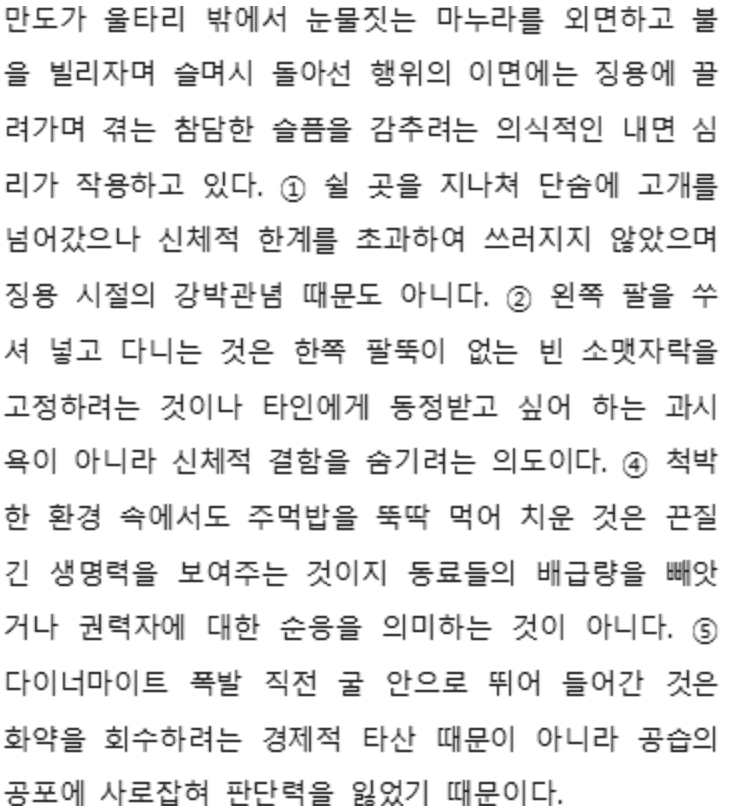 만도가 울타리 밖에서 눈물짓는 마누라를 외면하고 불
을 빌리자며 슬며시 돌아선 행위의 이면에는 징용에 끌
려가며 겪는 참담한 슬픔을 감추려는 의식적인 내면 심
리가 작용하고 있다. ① 쉴 곳을 지나쳐 단숨에 고개를
넘어갔으나 신체적 한계를 초과하여 쓰러지지 않았으며
징용 시절의 강박관념 때문도 아니다. ② 왼쪽 팔을 쑤
셔 넣고 다니는 것은 한쪽 팔뚝이 없는 빈 소맷자락을
고정하려는 것이나 타인에게 동정받고 싶어 하는 과시
욕이 아니라 신체적 결함을 숨기려는 의도이다. ④ 척박
한 환경 속에서도 주먹밥을 뚝딱 먹어 치운 것은 끈질
긴 생명력을 보여주는 것이지 동료들의 배급량을 빼앗
거나 권력자에 대한 순응을 의미하는 것이 아니다. ⑤
다이너마이트 폭발 직전 굴 안으로 뛰어 들어간 것은
화약을 회수하려는 경제적 타산 때문이 아니라 공습의
공포에 사로잡혀 판단력을 잃었기 때문이다.